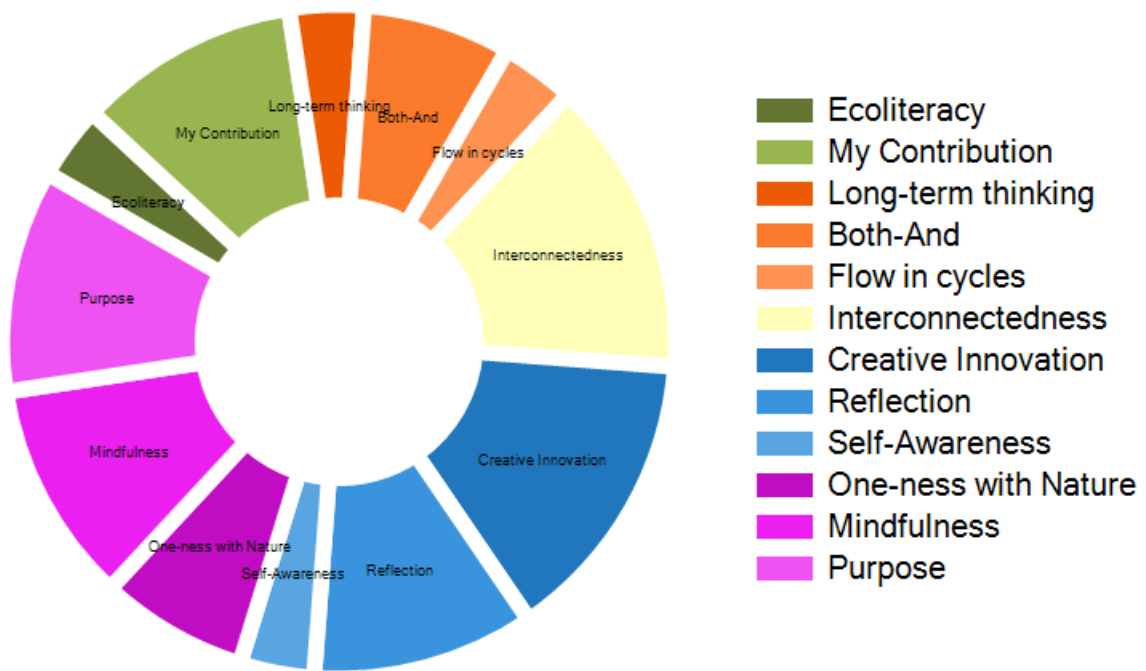 Long-term thinking
Both-And
My Contribution
Flow in cycles
Ecoliteracy
Interconnectedness
Purpose
Mindfulness
Creative Innovation
One-ness with Nature
Self-Awareness
Reflection
Ecoliteracy
My Contribution
Long-term thinking
Both-And
Flow in cycles
Interconnectedness
Creative Innovation
Reflection
Self-Awareness
One-ness with Nature
Mindfulness
Purpose